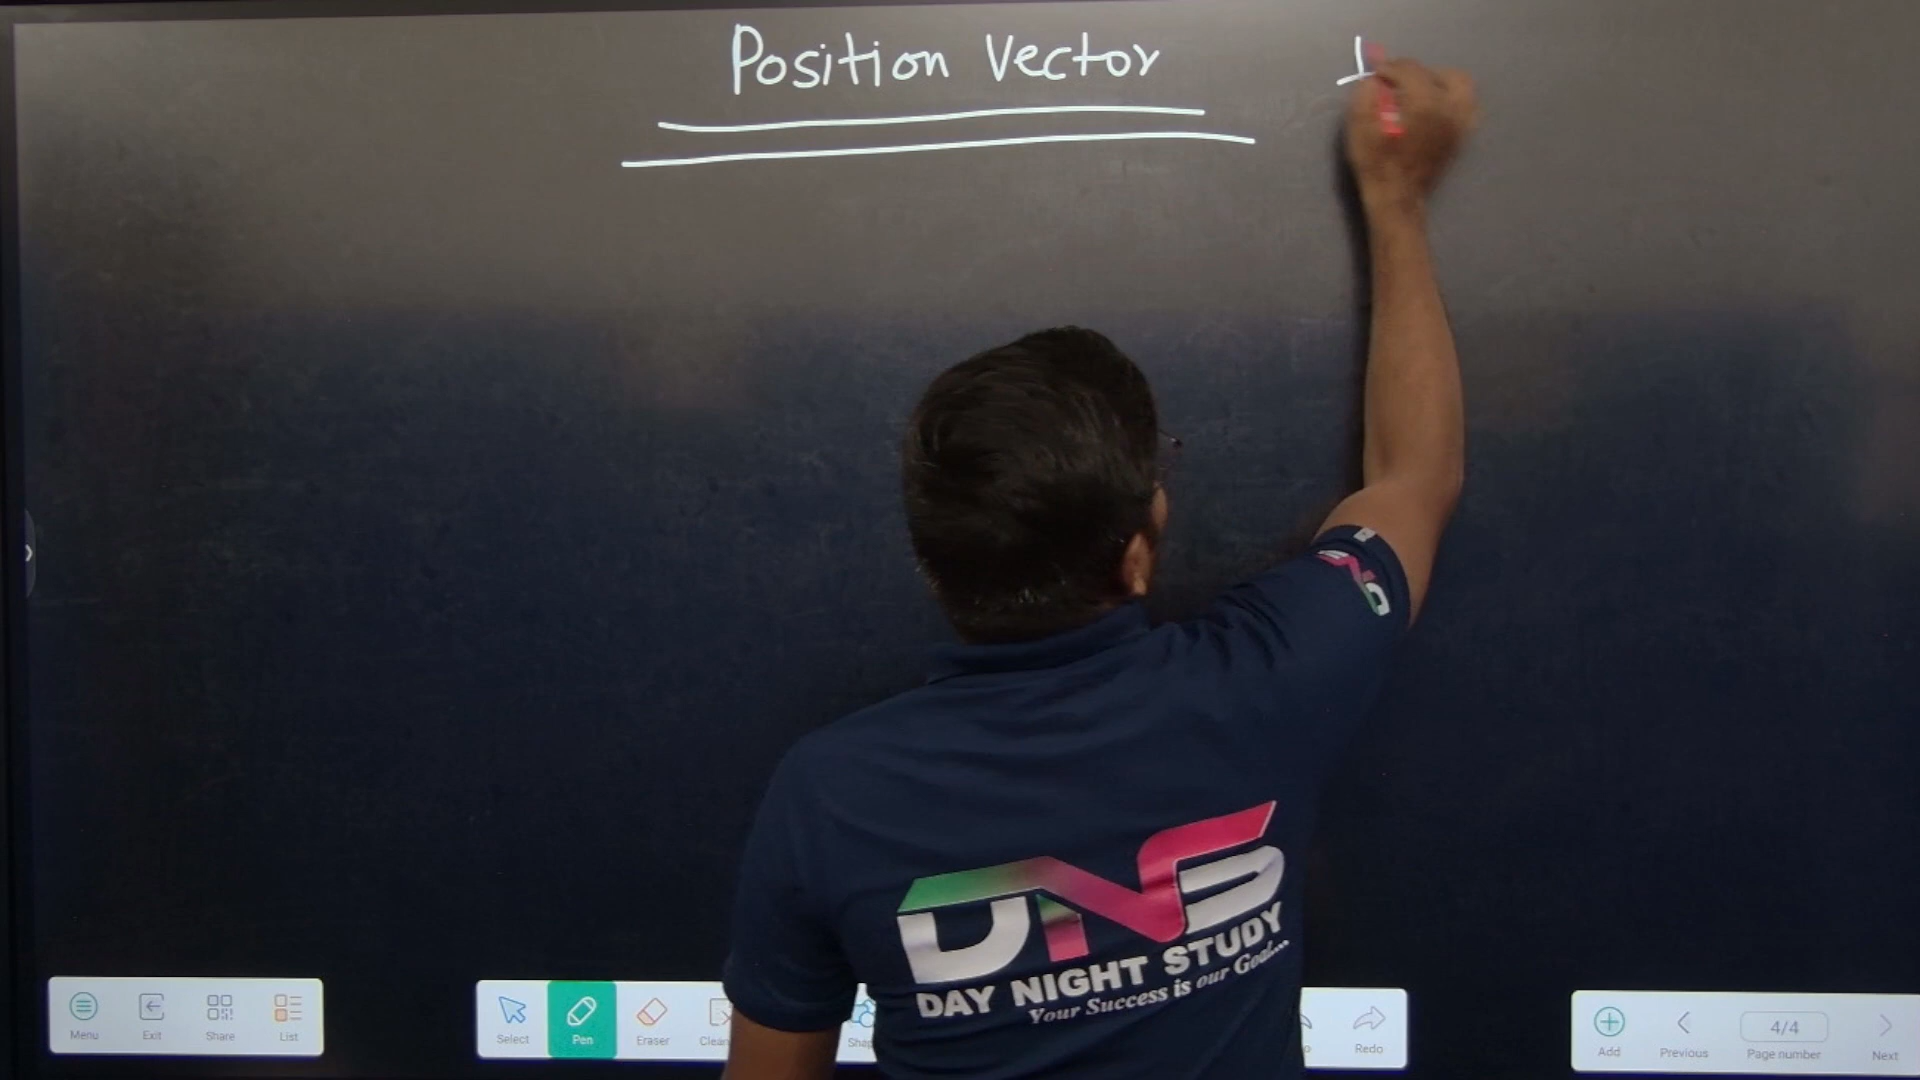 Position Vector
DNS
DAY NIGHT STUDY
Your Success is our Goal...
Menu
Exit
Share
List
Select
Pen
Eraser
Redo
Add
Previous
4/4
Page number
Next